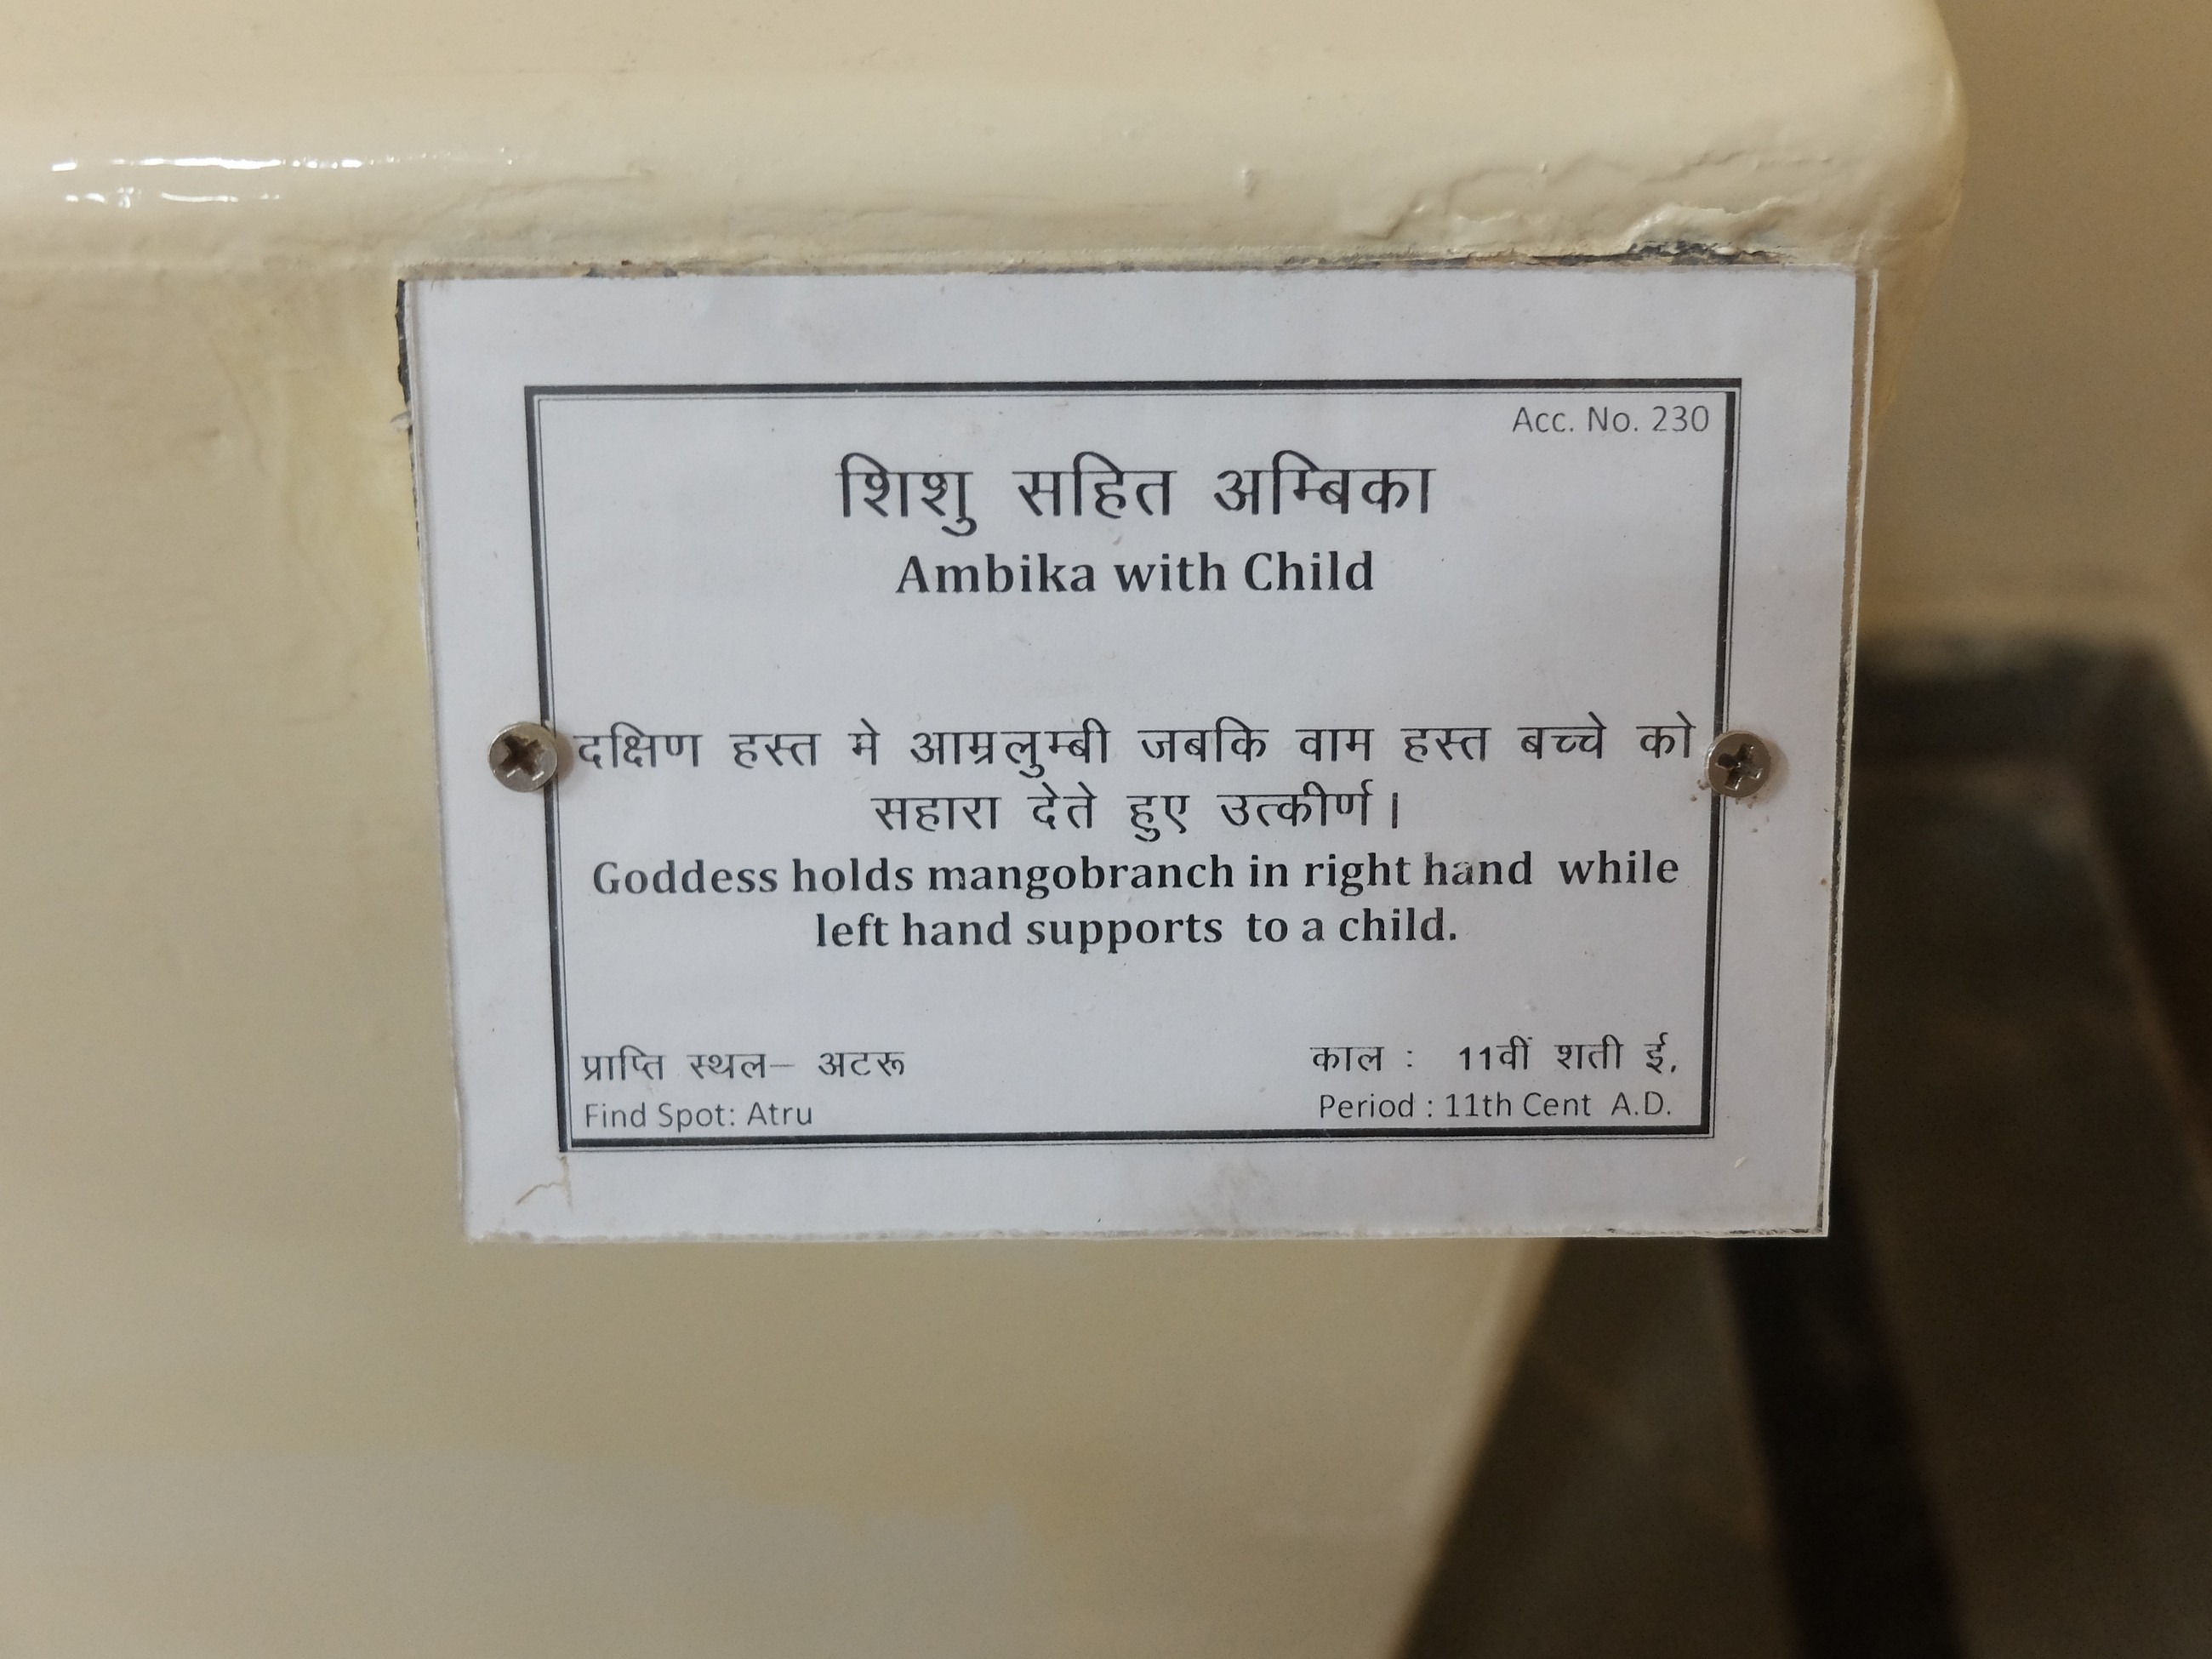 Acc. No. 230
शिशु सहित अम्बिका
Ambika with Child
दक्षिण हस्त मे आम्रलुम्बी जबकि वाम हस्त बच्चे को
सहारा देते हुए उत्कीर्ण।
Goddess holds mangobranch in right hand while
left hand supports to a child.
प्राप्ति स्थल– अटरू
Find Spot: Atru
काल : 11वीं शती ई.
Period : 11th Cent A.D.